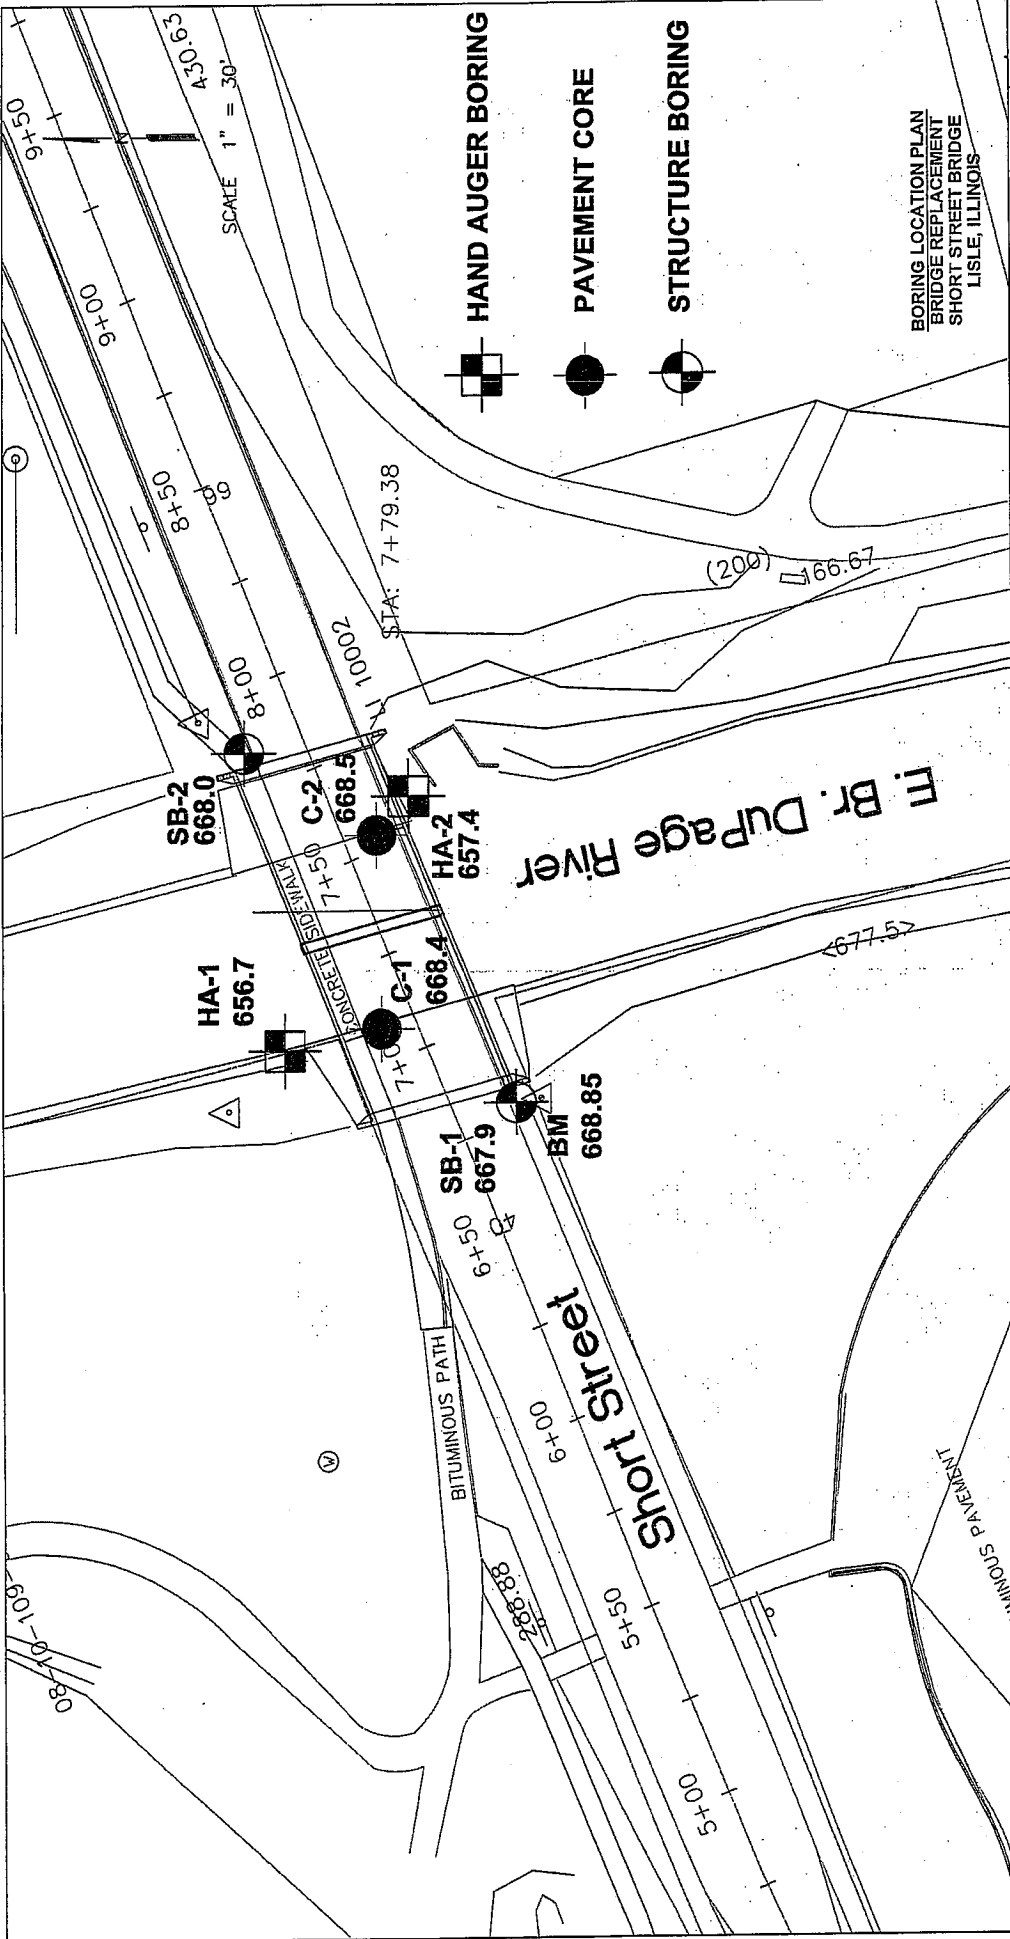 9+50
430.63
SCALE 1" = 30'
N
9+00
8+50
99
8+00
STA: 7+79.38
10002
SB-2
668.0
C-2
668.5
7+50
HA-2
657.4
CONCRETE SIDEWALK
HA-1
656.7
C-1
668.4
7+0
SB-1
667.9
BM
668.85
6+50
E. Br. DuPage River
(200)
166.67
<677.5>
Short Street
6+00
BITUMINOUS PATH
W
288.88
5+50
5+00
08-10-109-
MINOUS PAVEMENT
HAND AUGER BORING
PAVEMENT CORE
STRUCTURE BORING
BORING LOCATION PLAN
BRIDGE REPLACEMENT
SHORT STREET BRIDGE
LISLE, ILLINOIS